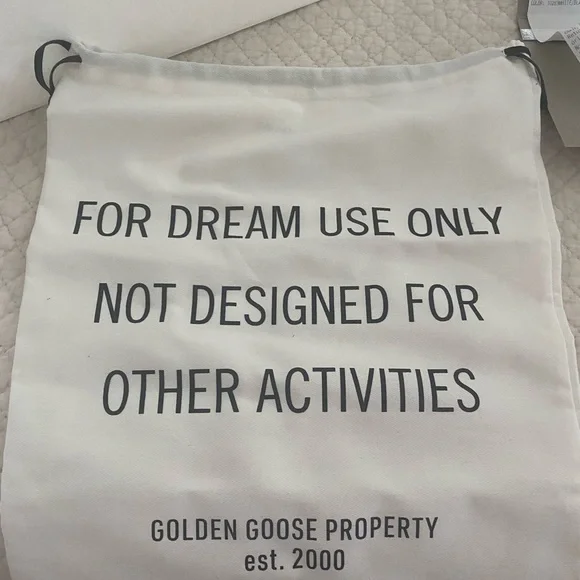 FOR DREAM USE ONLY
NOT DESIGNED FOR
OTHER ACTIVITIES
GOLDEN GOOSE PROPERTY
est. 2000